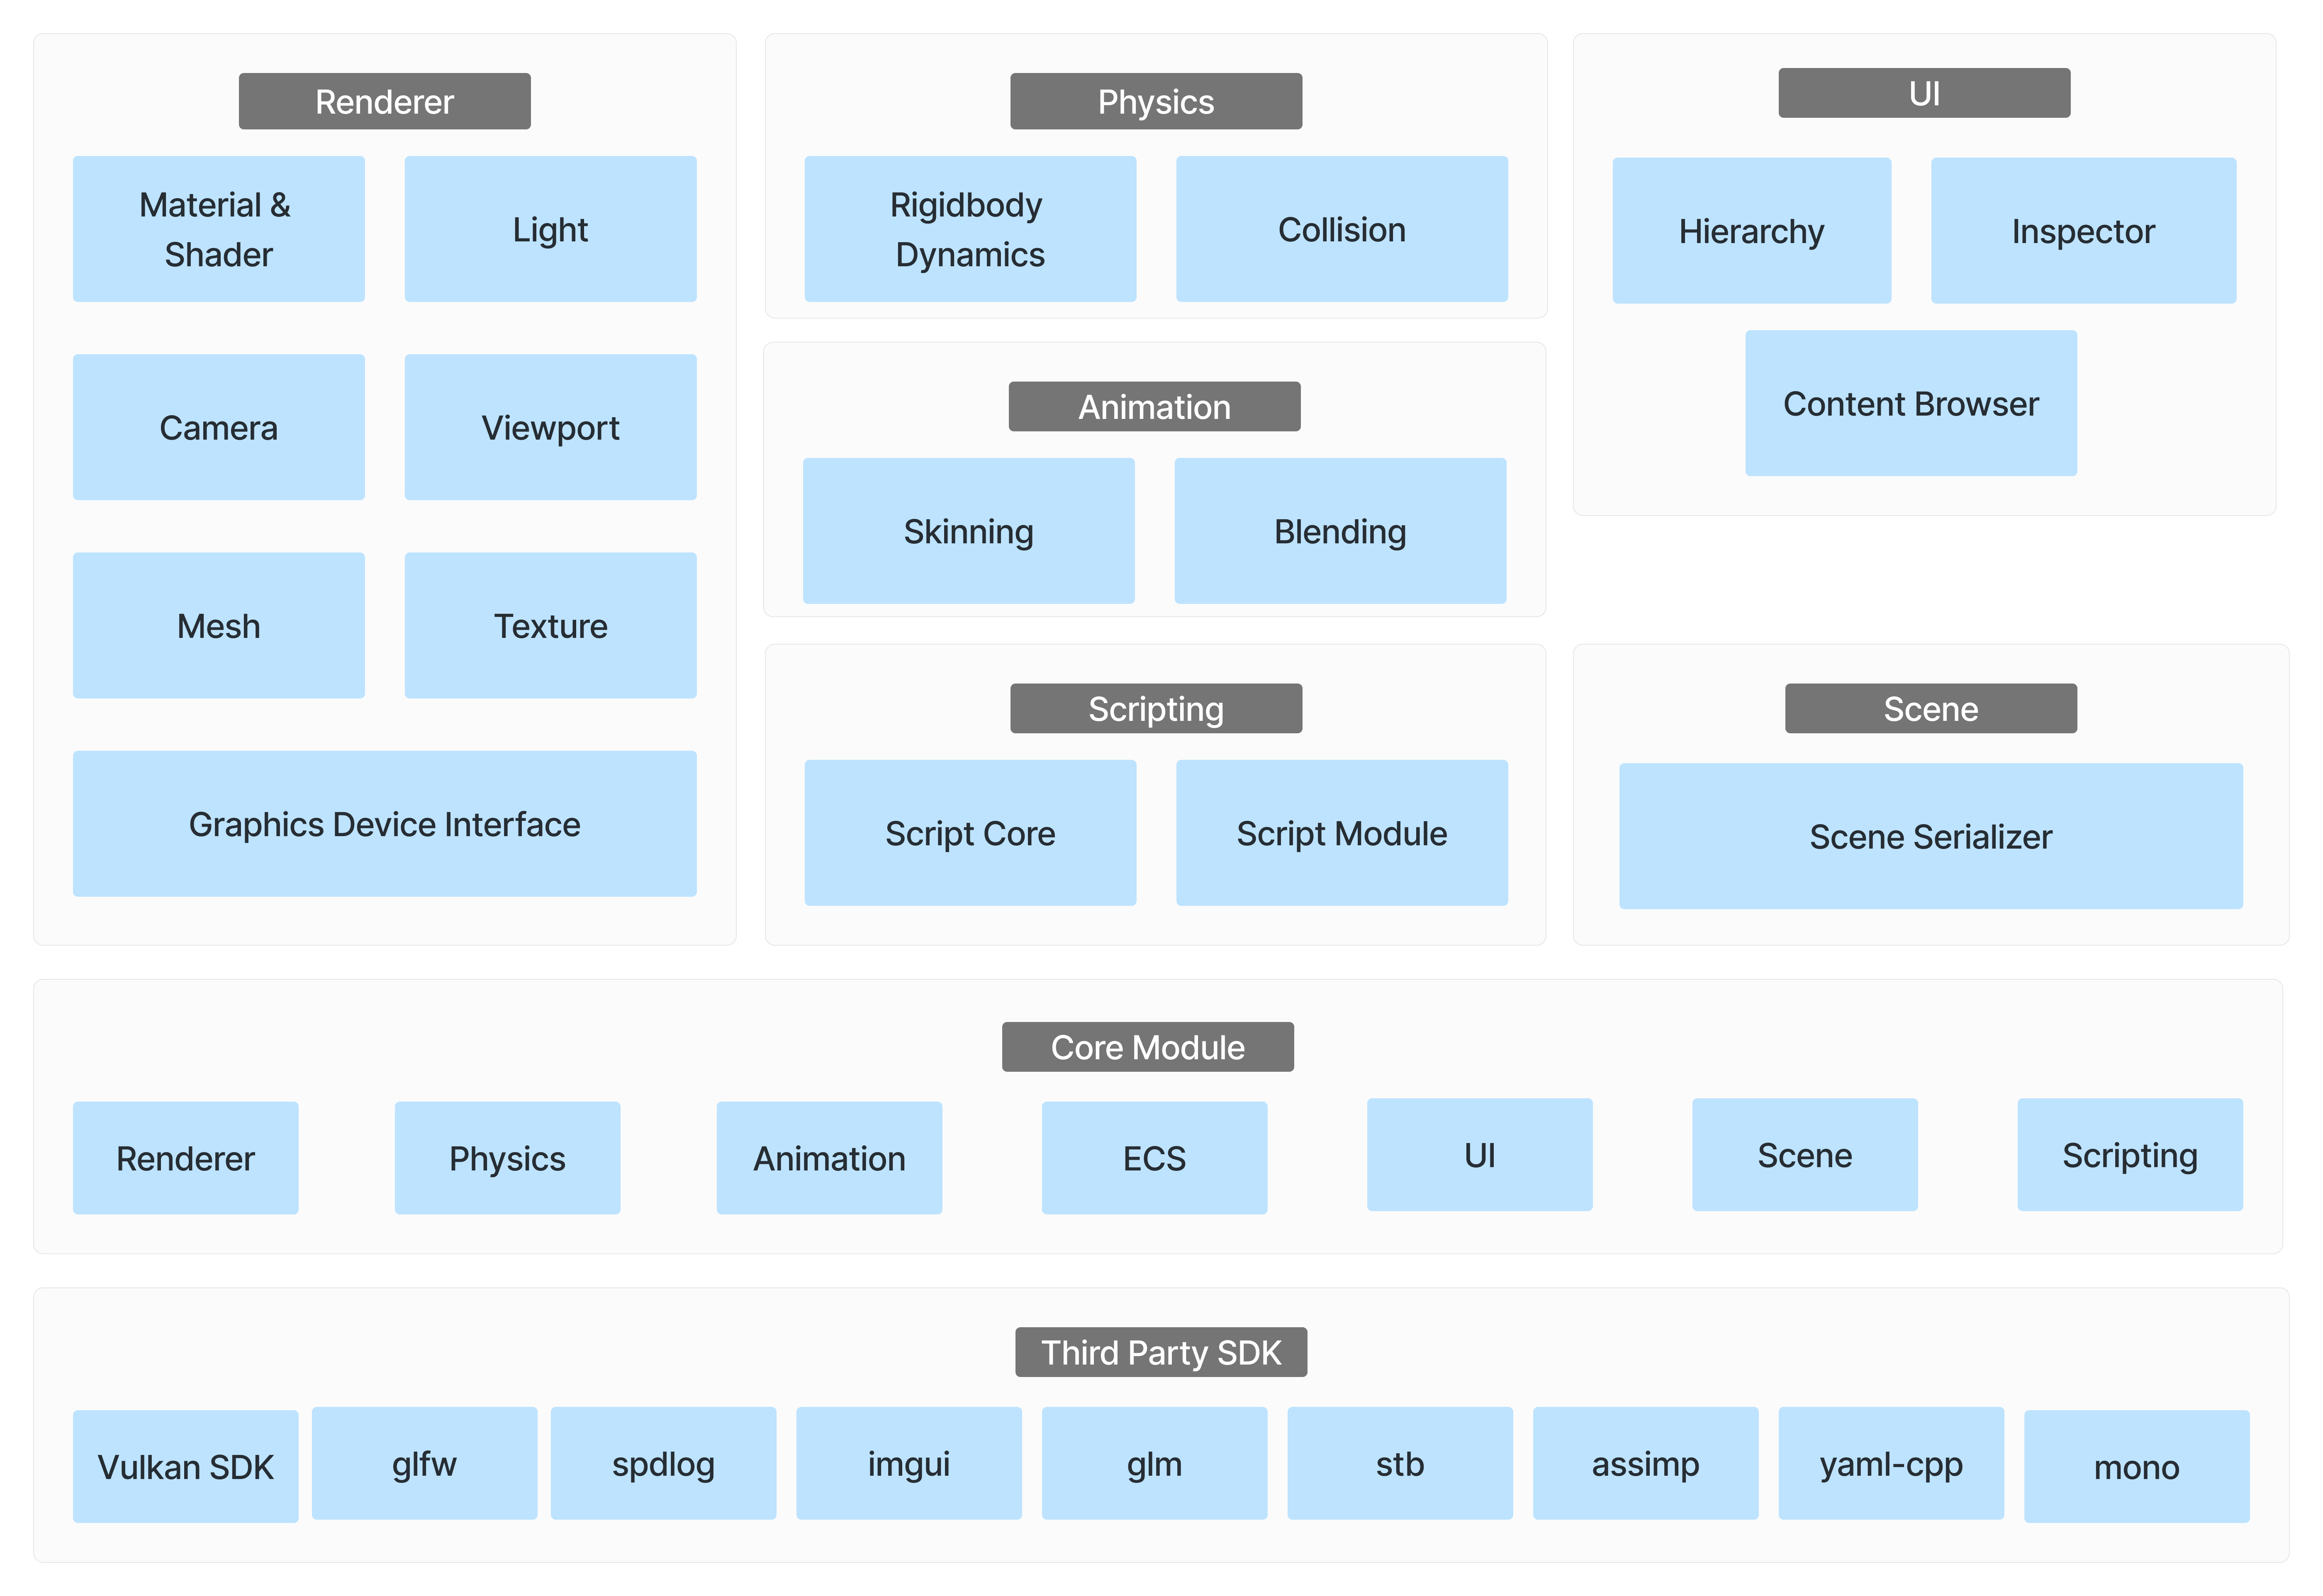 Renderer
Material &
Shader
Light
Camera
Viewport
Mesh
Texture
Graphics Device Interface
Physics
Rigidbody
Dynamics
Collision
Animation
Skinning
Blending
Scripting
Script Core
Script Module
UI
Hierarchy
Inspector
Content Browser
Scene
Scene Serializer
Core Module
Renderer
Physics
Animation
ECS
UI
Scene
Scripting
Third Party SDK
Vulkan SDK
glfw
spdlog
imgui
glm
stb
assimp
yaml-cpp
mono